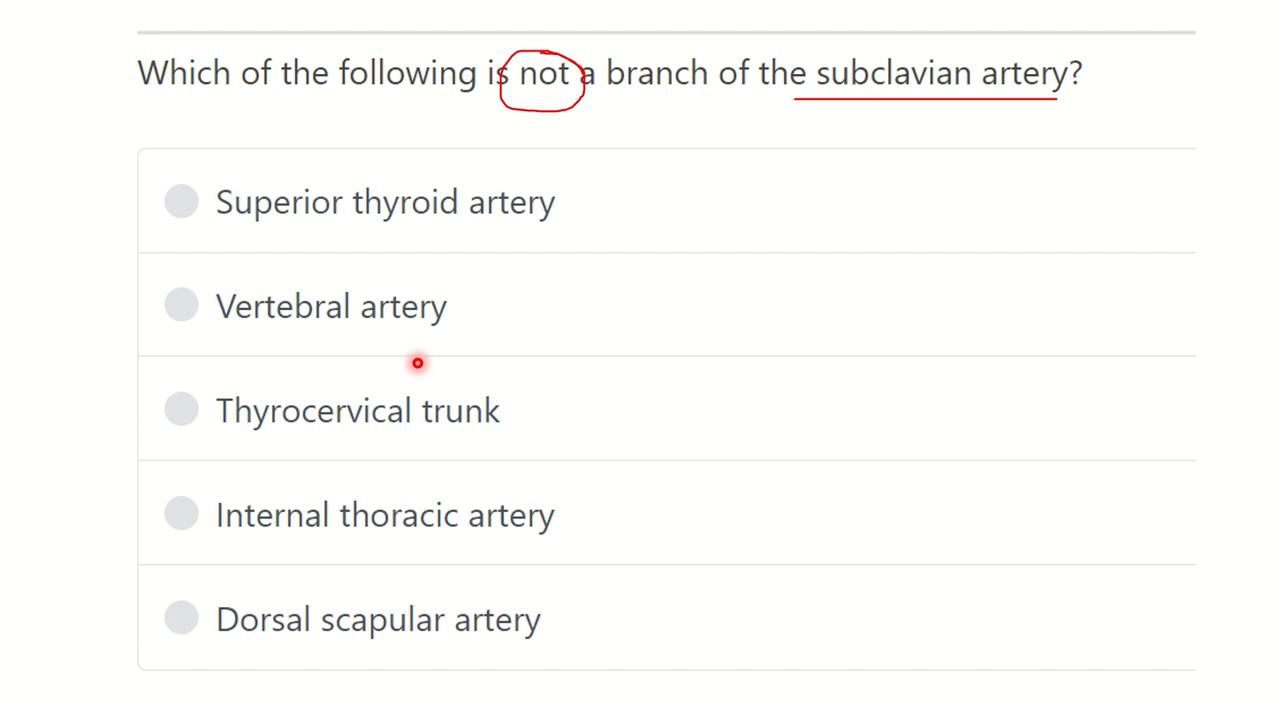 Which of the following is not a branch of the subclavian artery?
Superior thyroid artery
Vertebral artery
Thyrocervical trunk
Internal thoracic artery
Dorsal scapular artery